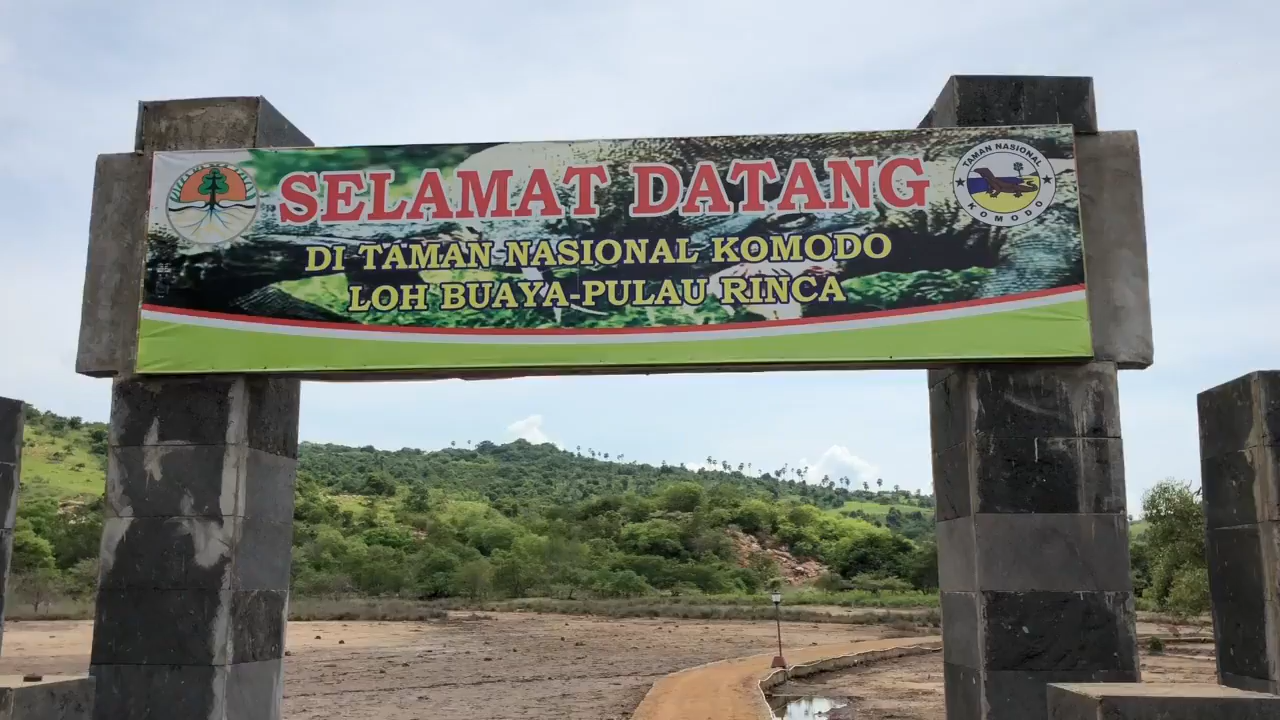 SELAMAT DATANG
DI TAMAN NASIONAL KOMODO
LOH BUAYA-PULAU RINCA
TAMAN NASIONAL
KOMODO